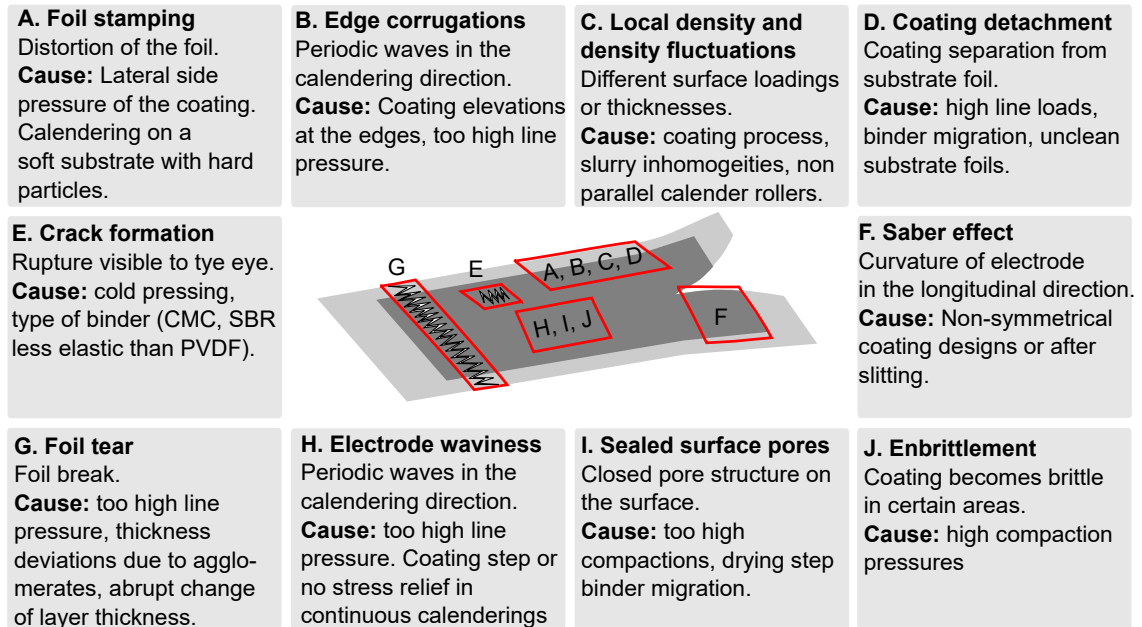 A. Foil stamping
Distortion of the foil.
Cause: Lateral side
pressure of the coating.
Calendering on a
soft substrate with hard
particles.
B. Edge corrugations
Periodic waves in the
calendering direction.
Cause: Coating elevations
at the edges, too high line
pressure.
C. Local density and
density fluctuations
Different surface loadings
or thicknesses.
Cause: coating process,
slurry inhomogeities, non
parallel calender rollers.
D. Coating detachment
Coating separation from
substrate foil.
Cause: high line loads,
binder migration, unclean
substrate foils.
E. Crack formation
Rupture visible to tye eye.
Cause: cold pressing,
type of binder (CMC, SBR
less elastic than PVDF).
G
E
A, B, C, D
H, I, J
F
F. Saber effect
Curvature of electrode
in the longitudinal direction.
Cause: Non-symmetrical
coating designs or after
slitting.
G. Foil tear
Foil break.
Cause: too high line
pressure, thickness
deviations due to agglo-
merates, abrupt change
of layer thickness.
H. Electrode waviness
Periodic waves in the
calendering direction.
Cause: too high line
pressure. Coating step or
no stress relief in
continuous calenderings
I. Sealed surface pores
Closed pore structure on
the surface.
Cause: too high
compactions, drying step
binder migration.
J. Enbrittlement
Coating becomes brittle
in certain areas.
Cause: high compaction
pressures